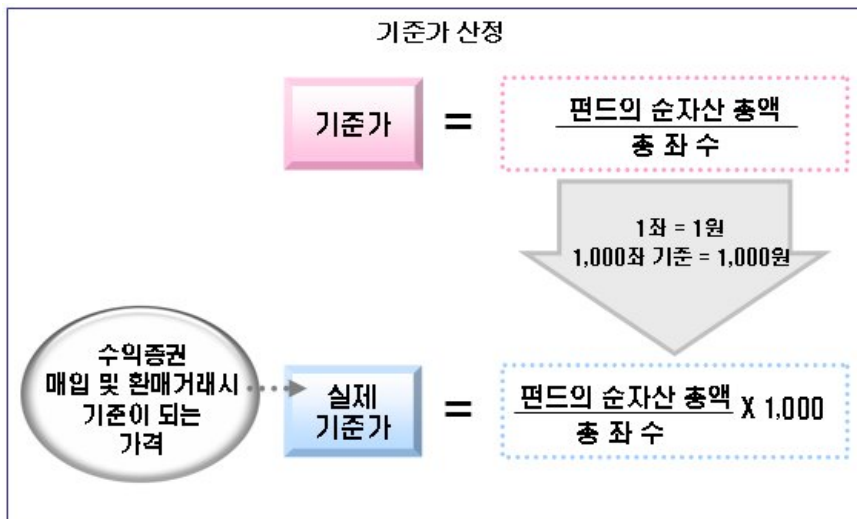 기준가 산정
기준가 = 펀드의 순자산 총액
총 좌 수
1좌 = 1원
1,000좌 기준 = 1,000원
수익증권
매입 및 환매거래시
기준이 되는
가격
실제
기준가
= 펀드의 순자산 총액 X 1,000
총 좌 수